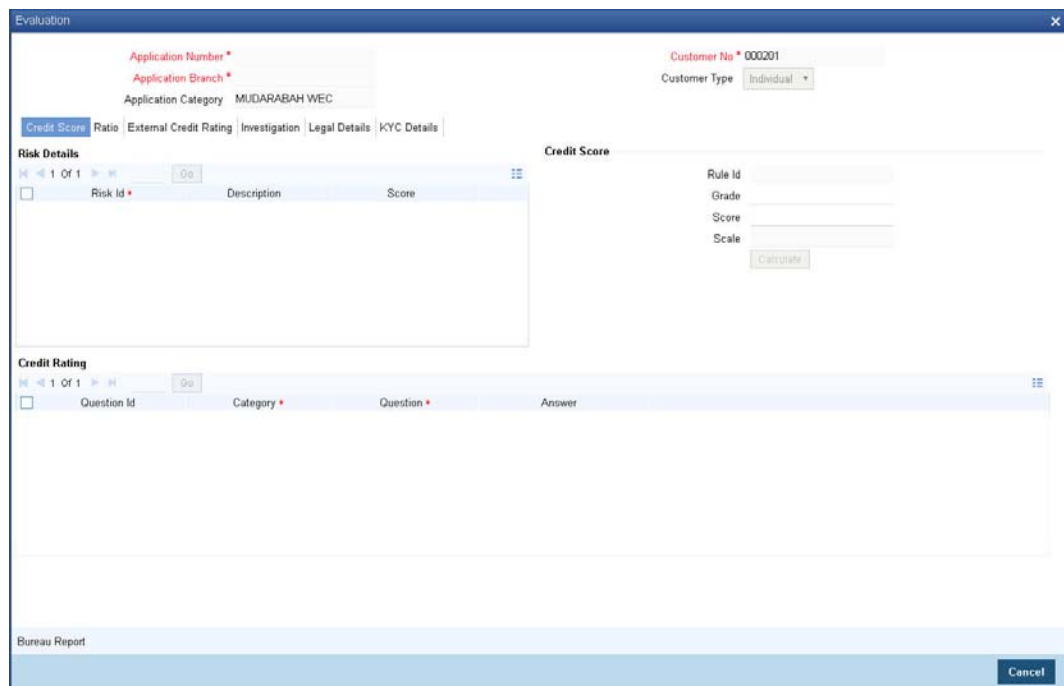 Evaluation
Application Number *
Application Branch *
Application Category MUDARABAH WEC
Customer No * 000201
Customer Type Individual
Credit Score Ratio External Credit Rating Investigation Legal Details KYC Details
Risk Details
1 Of 1 Go
Risk Id * Description Score
Credit Score
Rule Id
Grade
Score
Scale
Calculate
Credit Rating
1 Of 1 Go
Question Id Category * Question * Answer
Bureau Report
Cancel